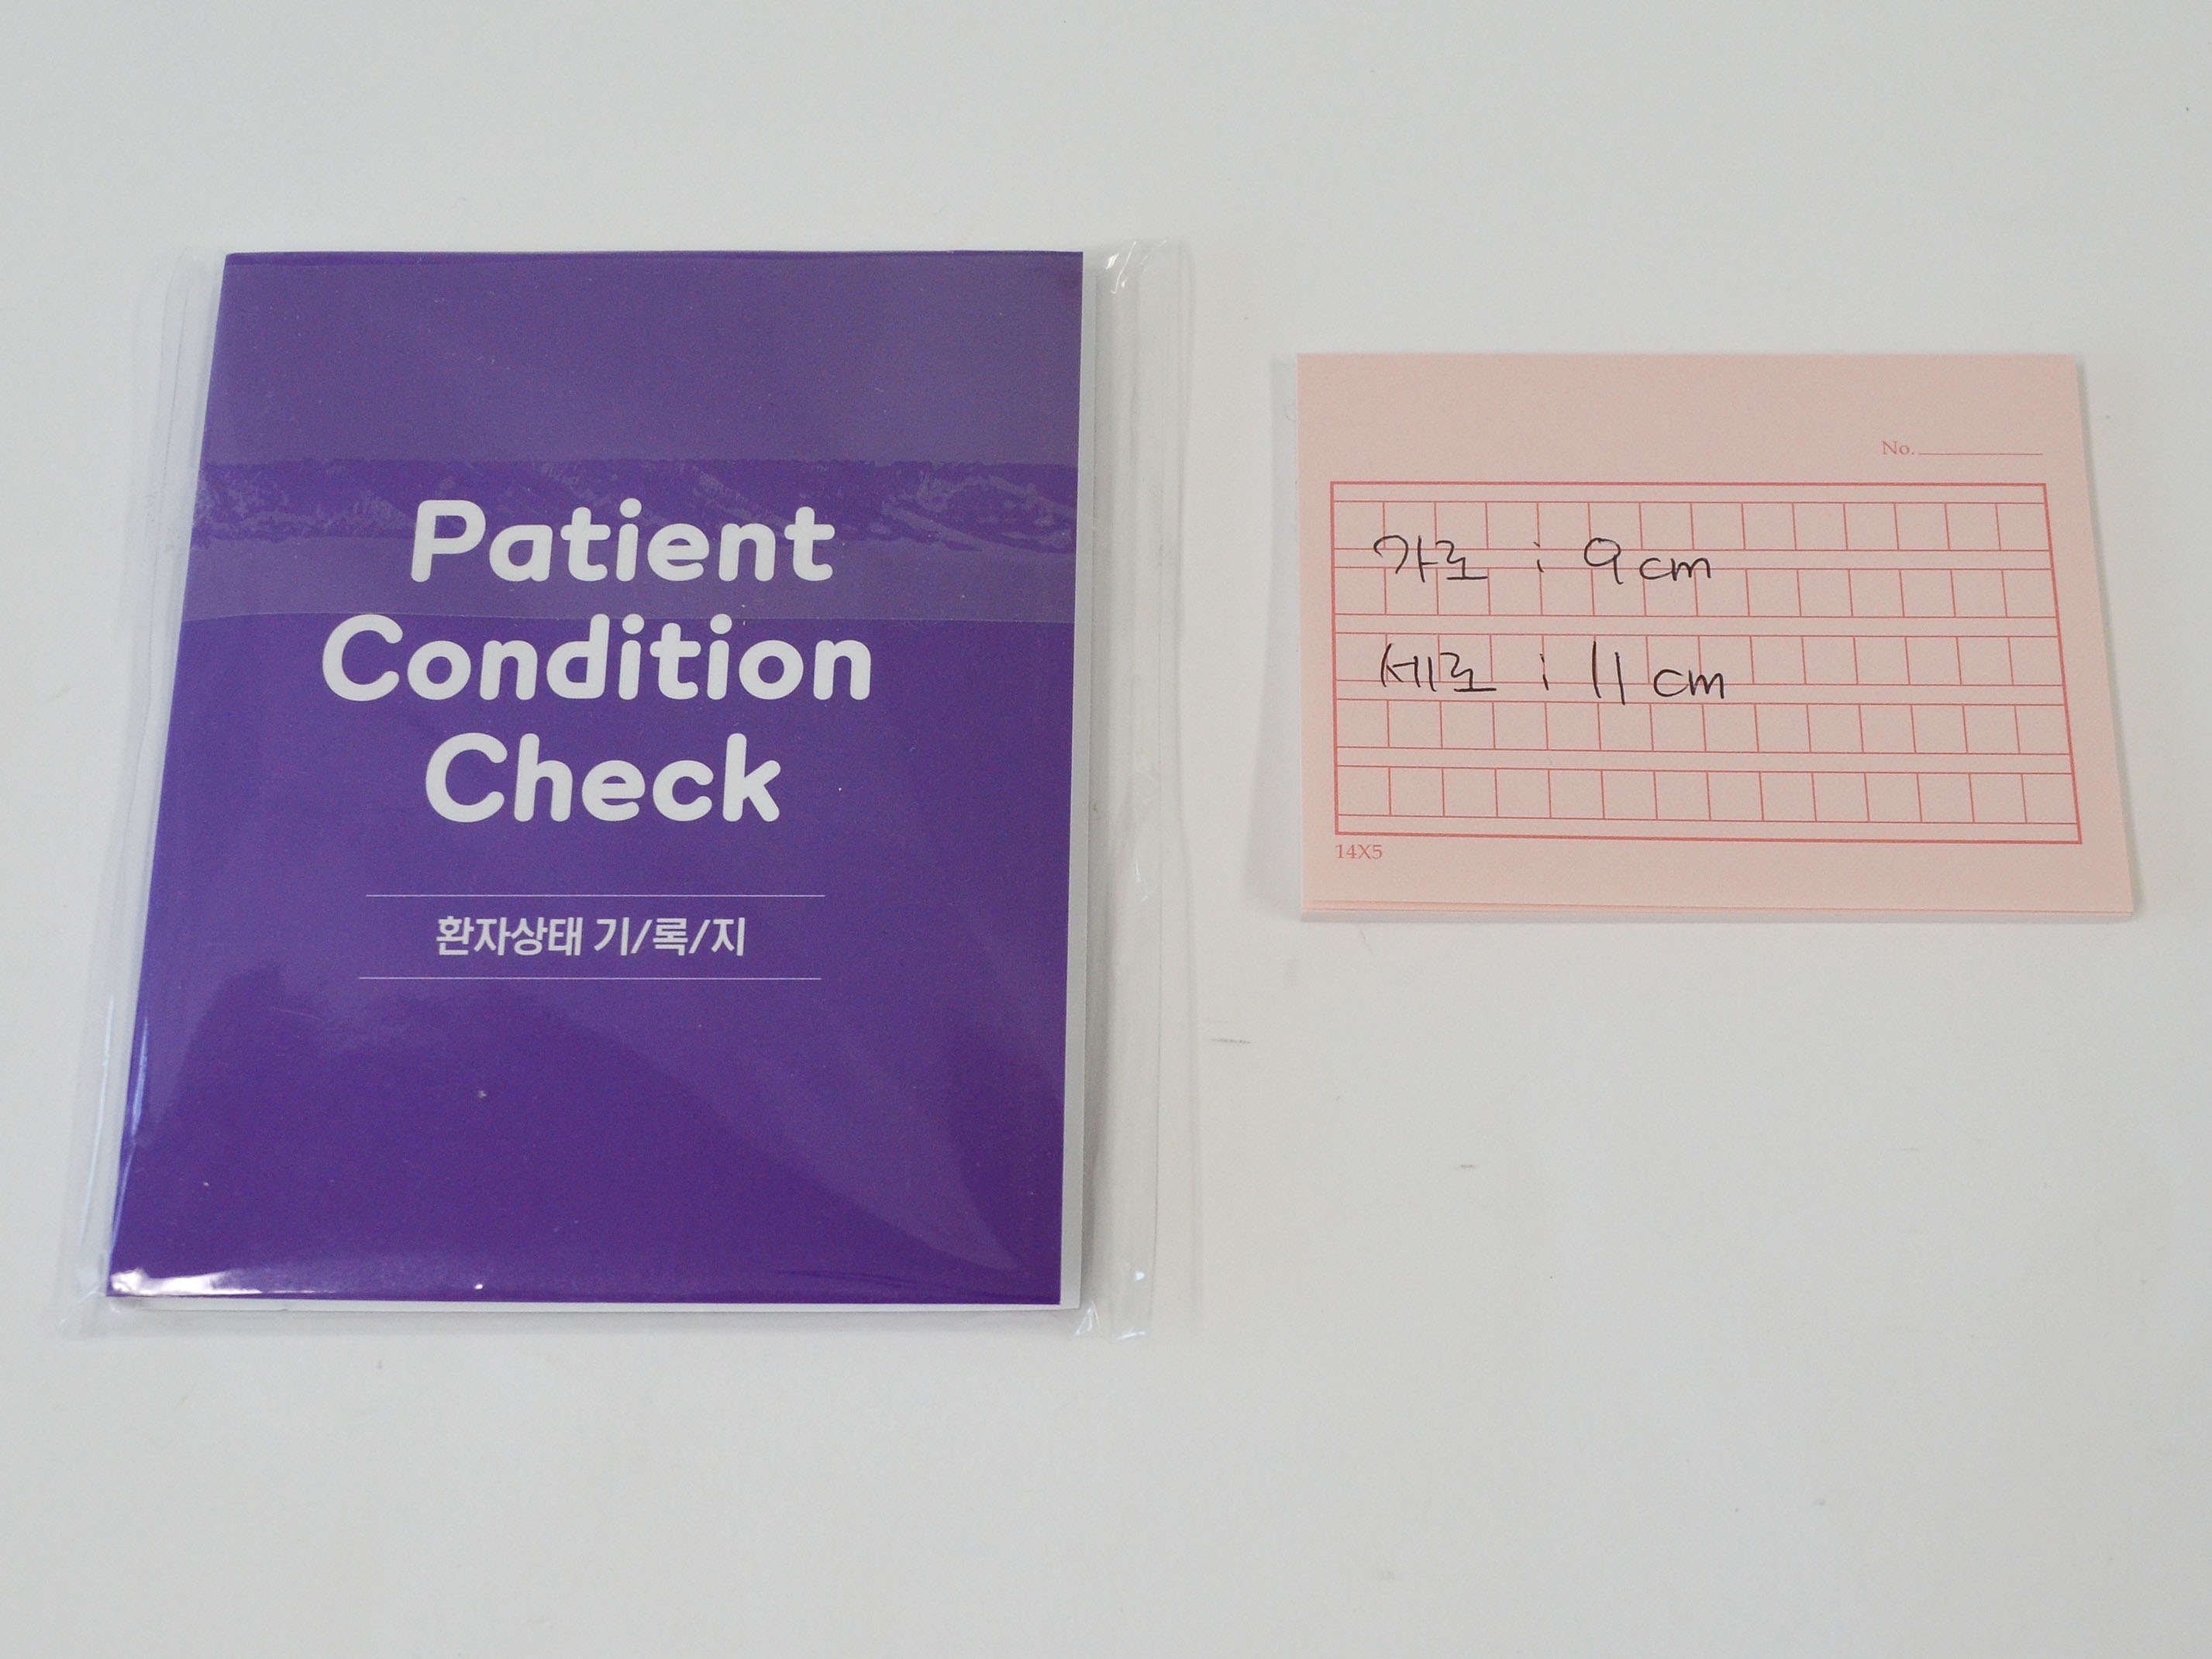 Patient
Condition
Check
환자상태 기/록/지
No.
가로 : 9cm
세로 : 11cm
14X5